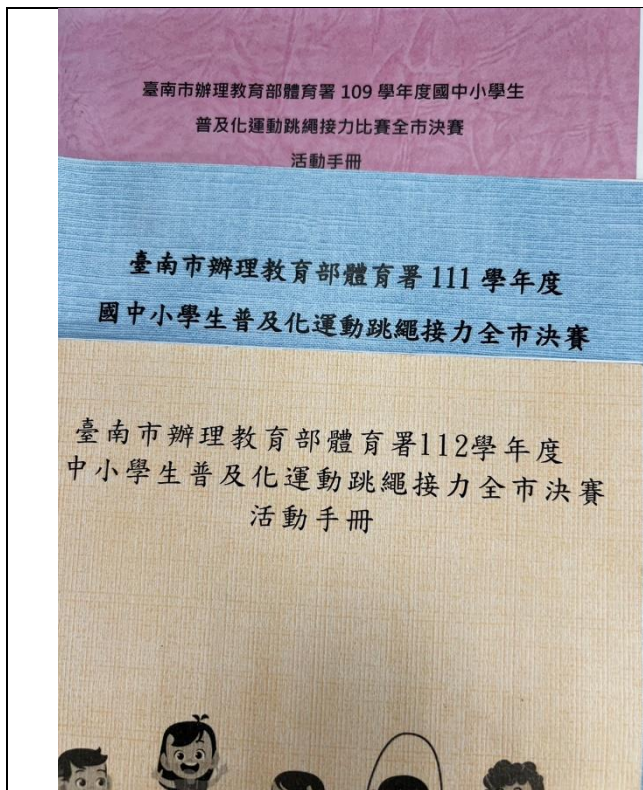 臺南市辦理教育部體育署 109 學年度國中小學生
普及化運動跳繩接力比賽全市決賽
活動手冊
臺南市辦理教育部體育署 111 學年度
國中小學生普及化運動跳繩接力全市決賽
臺南市辦理教育部體育署112學年度
中小學生普及化運動跳繩接力全市決賽
活動手冊